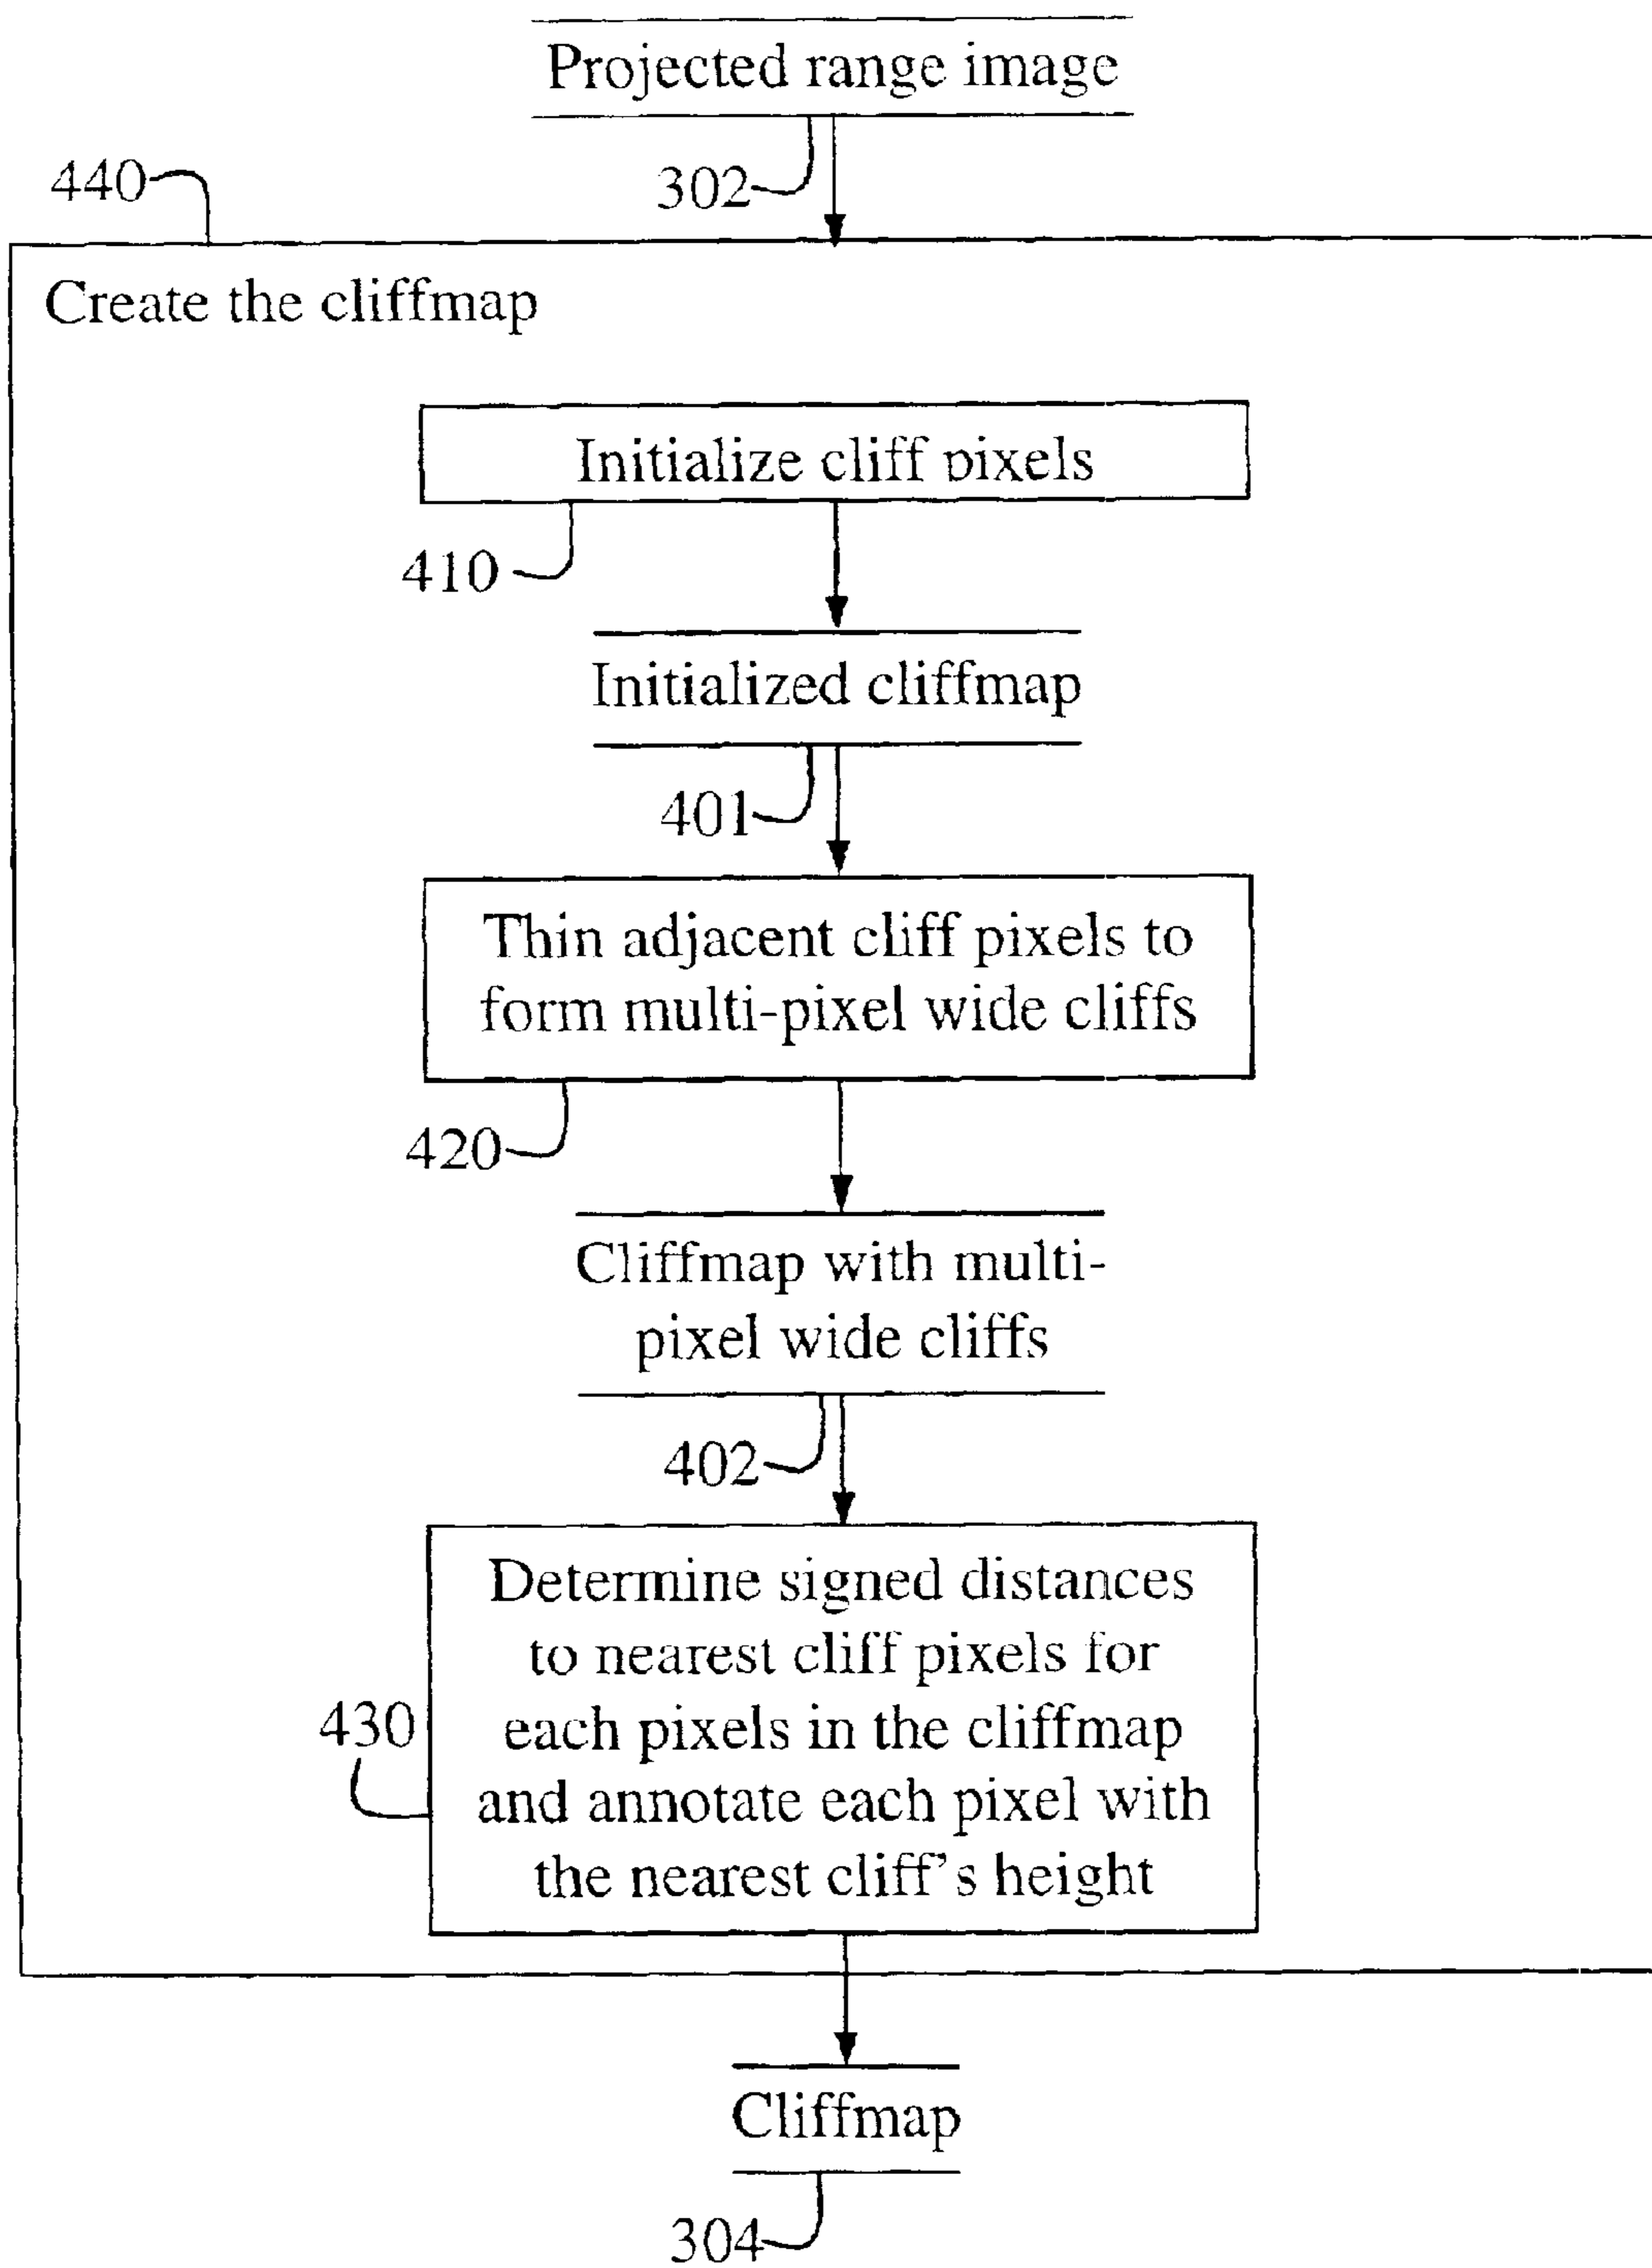 Projected range image
302
440
Create the cliffmap
Initialize cliff pixels
410
Initialized cliffmap
401
Thin adjacent cliff pixels to
form multi-pixel wide cliffs
420
Cliffmap with multi-
pixel wide cliffs
402
Determine signed distances
to nearest cliff pixels for
each pixels in the cliffmap
and annotate each pixel with
the nearest cliff's height
430
Cliffmap
304